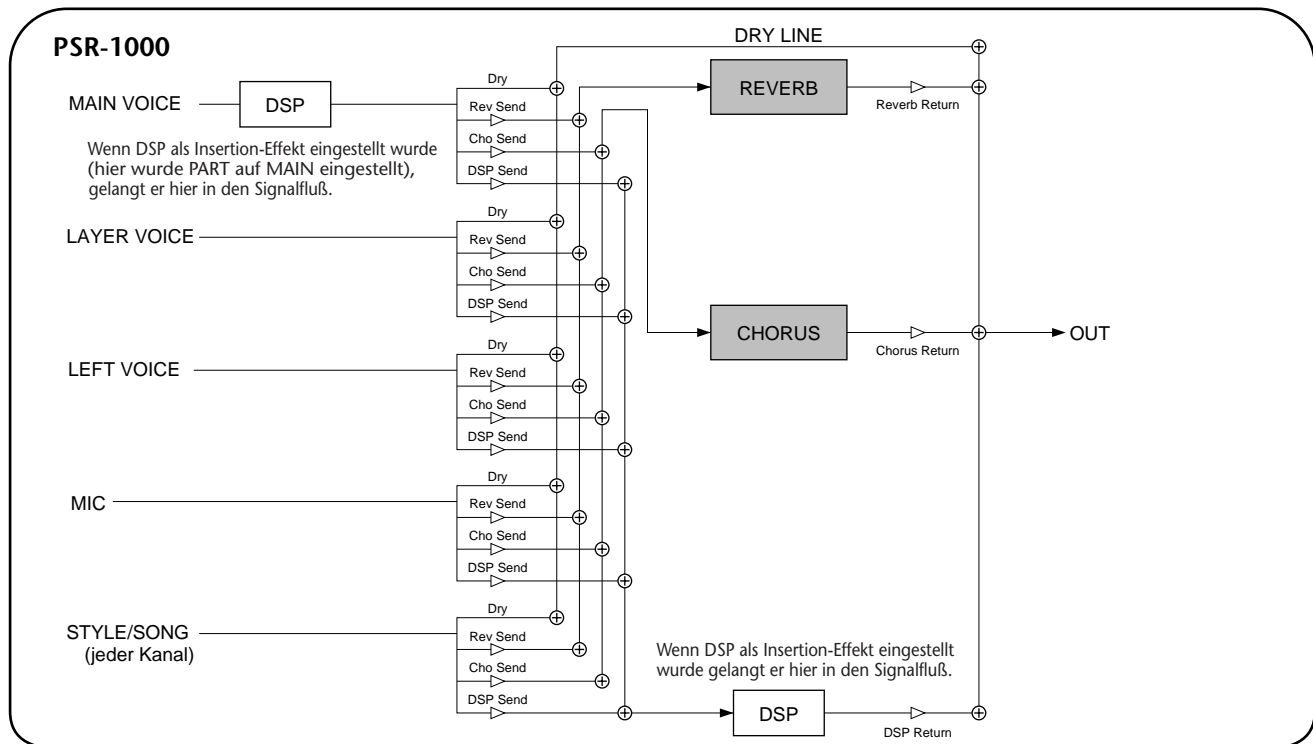 PSR-1000
DRY LINE
MAIN VOICE
DSP
Dry
Rev Send
Cho Send
DSP Send
REVERB
Reverb Return
Wenn DSP als Insertion-Effekt eingestellt wurde
(hier wurde PART auf MAIN eingestellt),
gelangt er hier in den Signalfluß.
LAYER VOICE
Dry
Rev Send
Cho Send
DSP Send
CHORUS
Chorus Return
OUT
LEFT VOICE
Dry
Rev Send
Cho Send
DSP Send
MIC
Dry
Rev Send
Cho Send
DSP Send
STYLE/SONG
(jeder Kanal)
Dry
Rev Send
Cho Send
DSP Send
Wenn DSP als Insertion-Effekt eingestellt
wurde gelangt er hier in den Signalfluß.
DSP
DSP Return